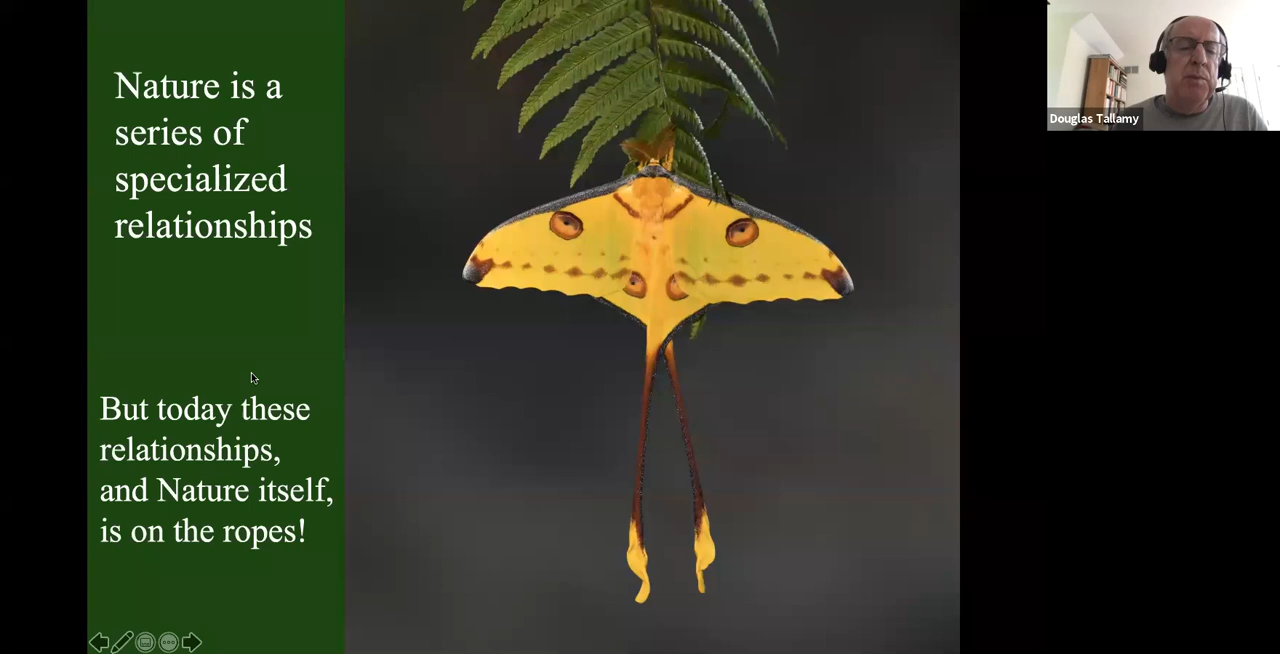 Nature is a
series of
specialized
relationships
But today these
relationships,
and Nature itself,
is on the ropes!
Douglas Tallamy